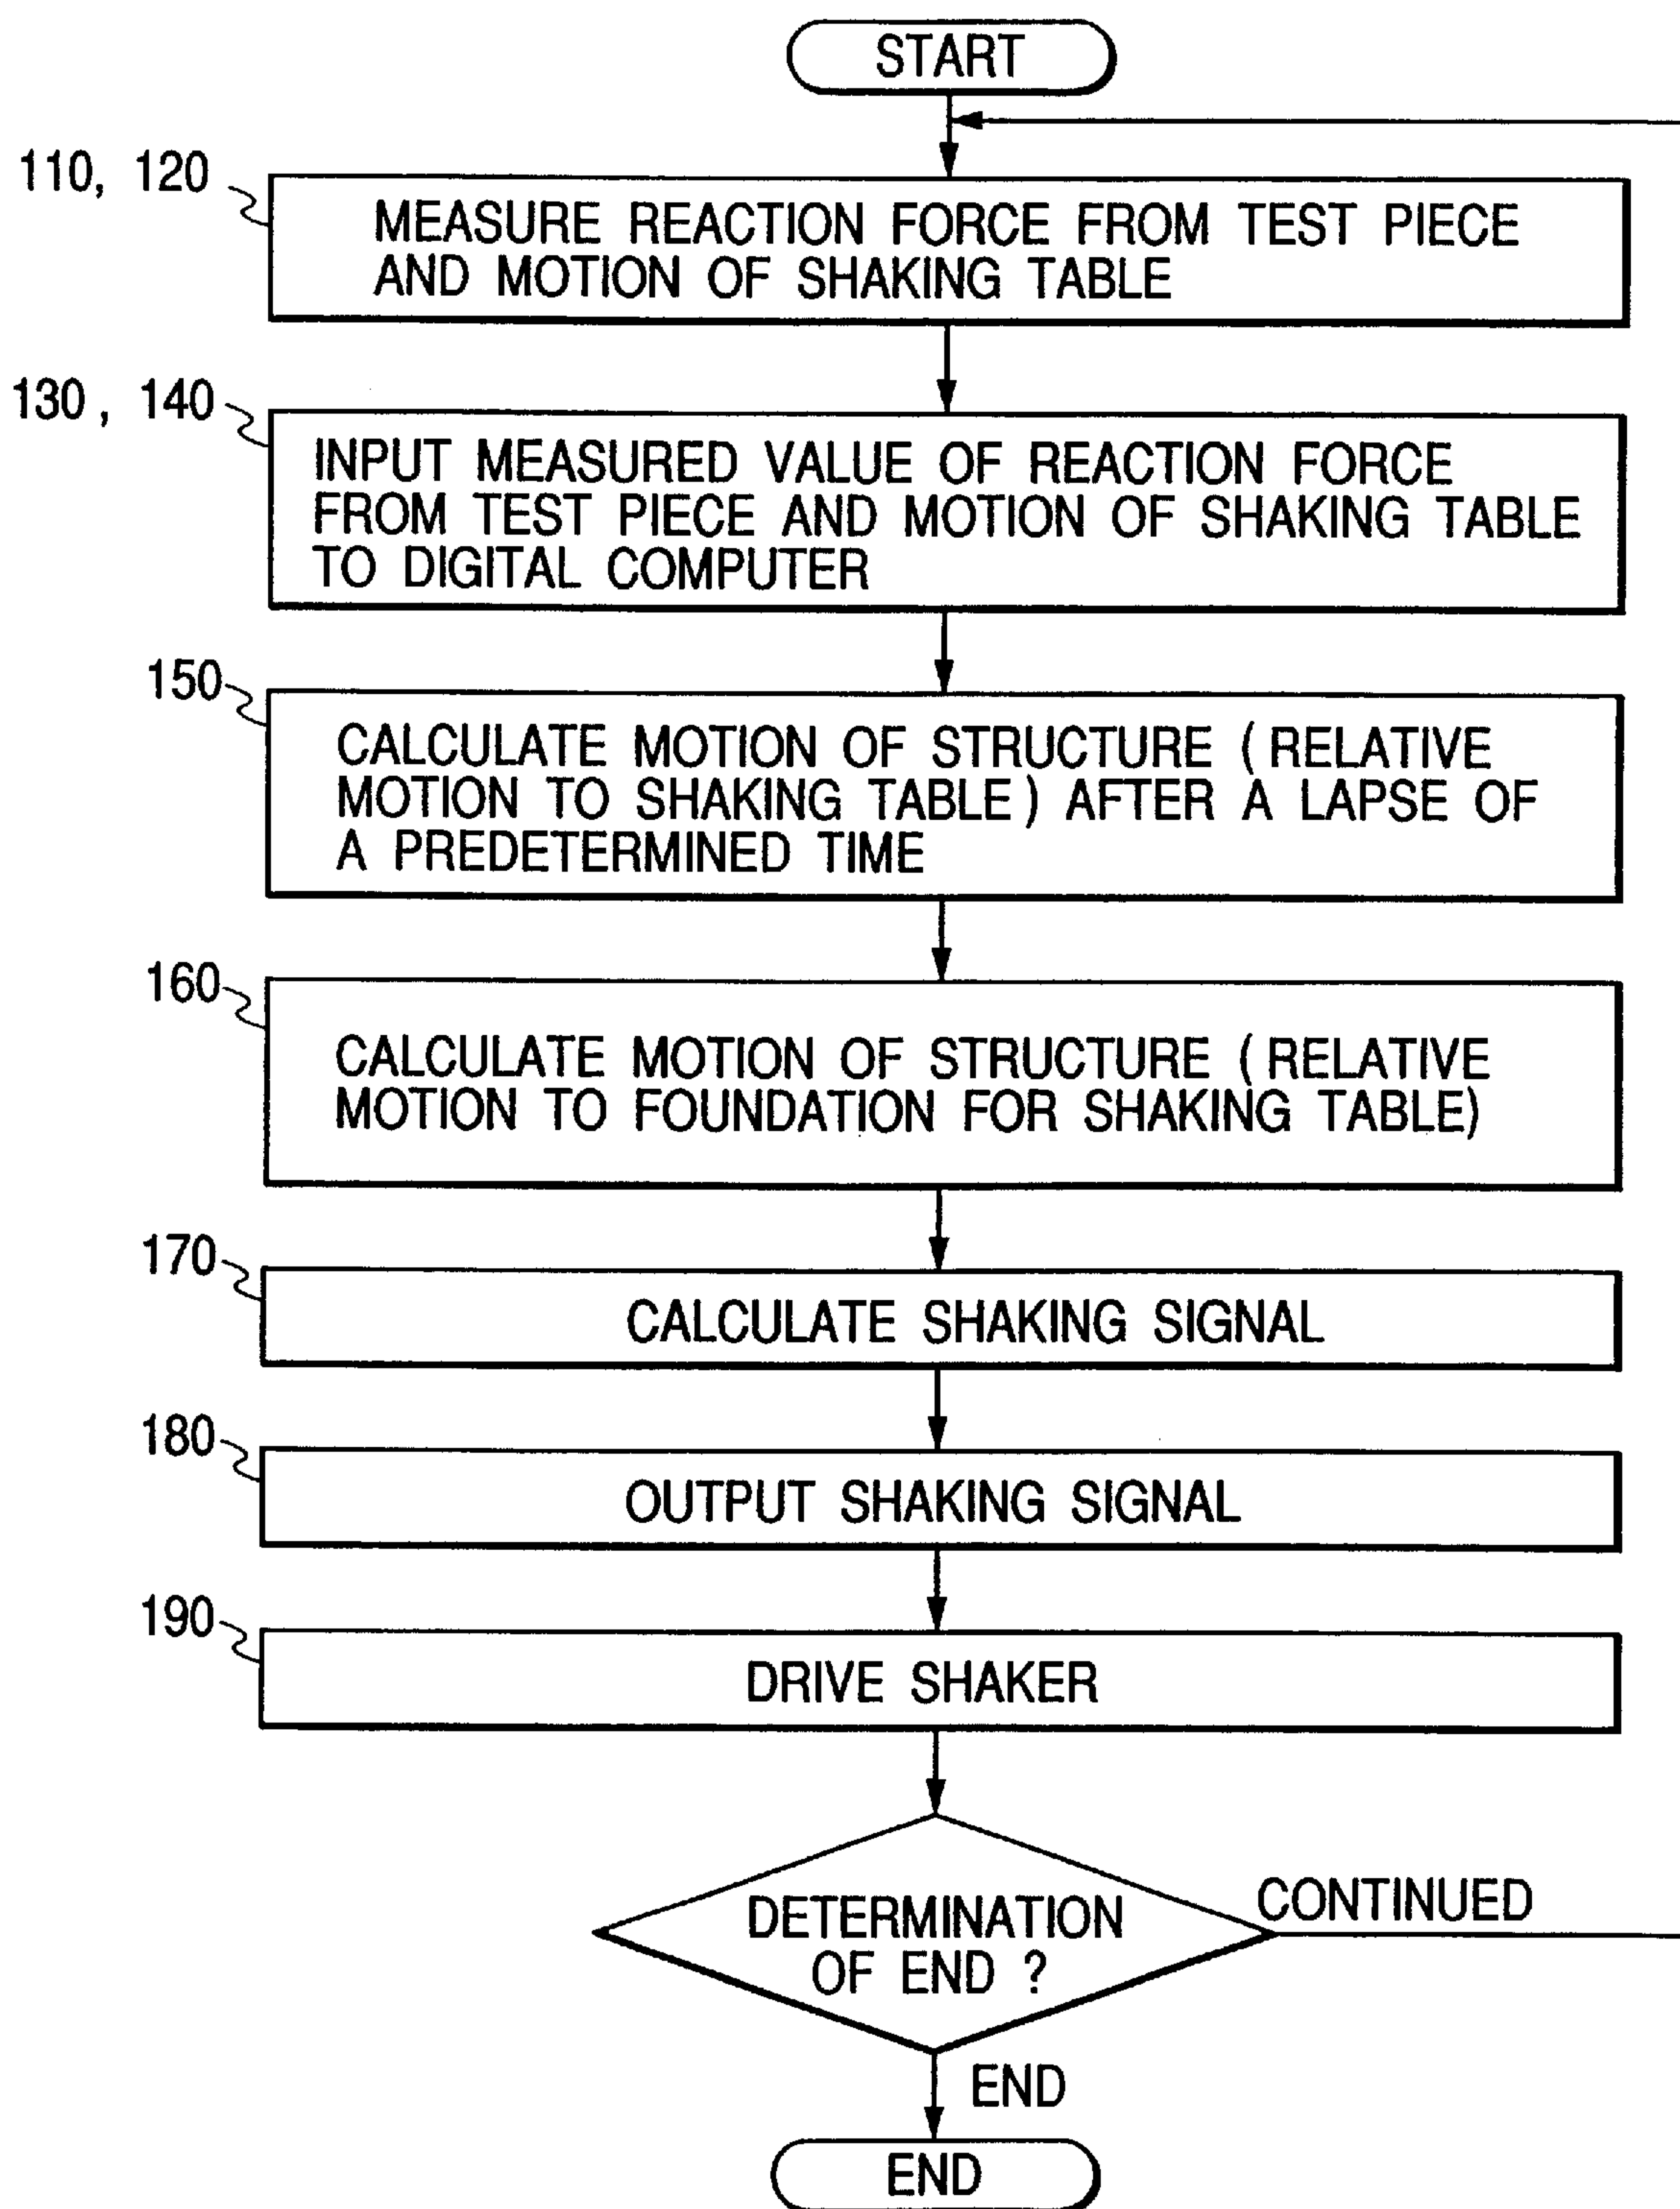 START
110, 120
MEASURE REACTION FORCE FROM TEST PIECE
AND MOTION OF SHAKING TABLE
130, 140
INPUT MEASURED VALUE OF REACTION FORCE
FROM TEST PIECE AND MOTION OF SHAKING TABLE
TO DIGITAL COMPUTER
150
CALCULATE MOTION OF STRUCTURE (RELATIVE
MOTION TO SHAKING TABLE) AFTER A LAPSE OF
A PREDETERMINED TIME
160
CALCULATE MOTION OF STRUCTURE (RELATIVE
MOTION TO FOUNDATION FOR SHAKING TABLE)
170
CALCULATE SHAKING SIGNAL
180
OUTPUT SHAKING SIGNAL
190
DRIVE SHAKER
DETERMINATION
OF END ?
CONTINUED
END
END